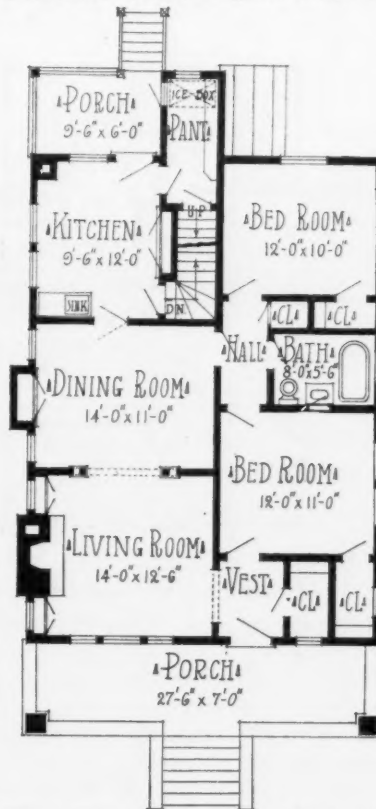 PORCH
9'-6" x 6'-0"
ICE-BOX
PANT
KITCHEN
9'-6" x 12'-0"
UP
BED ROOM
12'-0" x 10'-0"
SINK
DN.
CL
CL
HALL
BATH
8'-0" x 5'-6"
DINING ROOM
14'-0" x 11'-0"
BED ROOM
12'-0" x 11'-0"
LIVING ROOM
14'-0" x 12'-6"
VEST
CL
CL
PORCH
27'-6" x 7'-0"